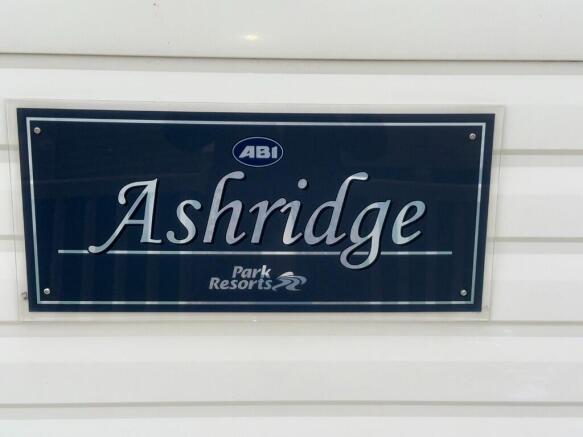 ABI
Ashridge
Park
Resorts